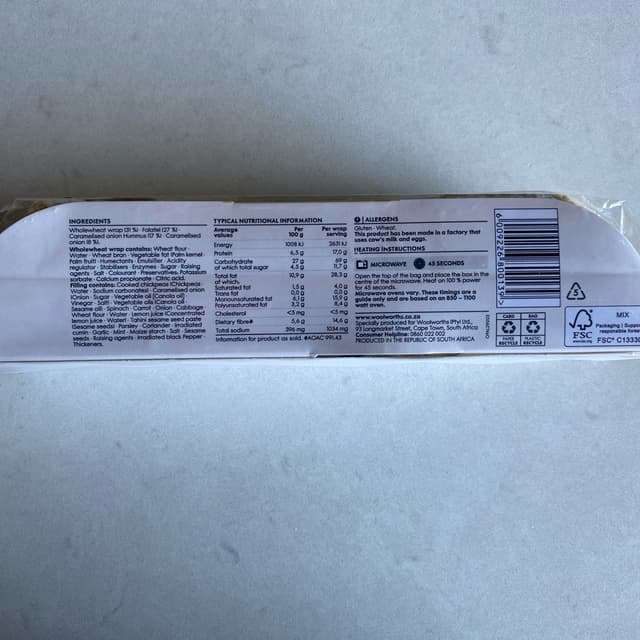 INGREDIENTS
Wholewheat wrap (31 %) · Falafel (27 %) ·
Caramelised onion Hummus (17 %) · Caramelised
onion (8 %).
Wholewheat wrap contains: Wheat flour ·
Water · Wheat bran · Vegetable fat (Palm kernel ·
Palm fruit) · Humectants · Emulsifier · Acidity
regulator · Stabilisers · Enzymes · Sugar · Raising
agents · Salt · Colourant · Preservatives (Potassium
sorbate · Calcium propionate · Citric acid).
Filling contains: Cooked chickpeas (Chickpeas ·
Water · Sodium carbonates) · Caramelised onion
(Onion · Sugar · Vegetable oil [Canola oil] ·
Vinegar · Salt) · Vegetable oils (Canola oil ·
Sesame oil) · Spinach · Carrot · Onion · Cabbage ·
Wheat flour · Water · Lemon juice (Concentrated
lemon juice · Water) · Tahini sesame seed paste
(Sesame seeds) · Parsley · Coriander · Irradiated
cumin · Garlic · Mint · Modified starch · Salt · Sesame
seeds · Raising agents · Irradiated black Pepper ·
Thickeners.
TYPICAL NUTRITIONAL INFORMATION
Average values Per 100 g Per wrap serving
Energy 1008 kJ 2631 kJ
Protein 6,5 g 17,0 g
Carbohydrate 27 g 69 g
of which total sugar 4,5 g 11,7 g
Total fat 10,9 g 28,3 g
of which:
Saturated fat 1,5 g 4,0 g
Trans fat 0,0 g 0,0 g
Monounsaturated fat 6,1 g 15,9 g
Polyunsaturated fat 3,2 g 8,4 g
Cholesterol <5 mg <5 mg
Dietary fibre# 5,6 g 14,4 g
Total sodium 396 mg 1034 mg
Information for product as sold. #AOAC 991.43
ALLERGENS
Gluten · Wheat.
This product has been made in a factory that
uses cow's milk and eggs.
HEATING INSTRUCTIONS
MICROWAVE 45 SECONDS
Open the top of the bag and place the box in the
centre of the microwave. Heat on 100 % power
for 45 seconds.
Microwave ovens vary. These timings are a
guide only and are based on an 850 – 1100
watt oven.
www.woolworths.co.za
Specially produced for Woolworths (Pty) Ltd.,
93 Longmarket Street, Cape Town, South Africa
Customer Care: 0860 022 002
PRODUCED IN THE REPUBLIC OF SOUTH AFRICA
CARD
PAPER
RECYCLE
BAG
PLASTIC
RECYCLE
5
FSC
MIX
Packaging | Suppo
responsible fore
FSC® C13330